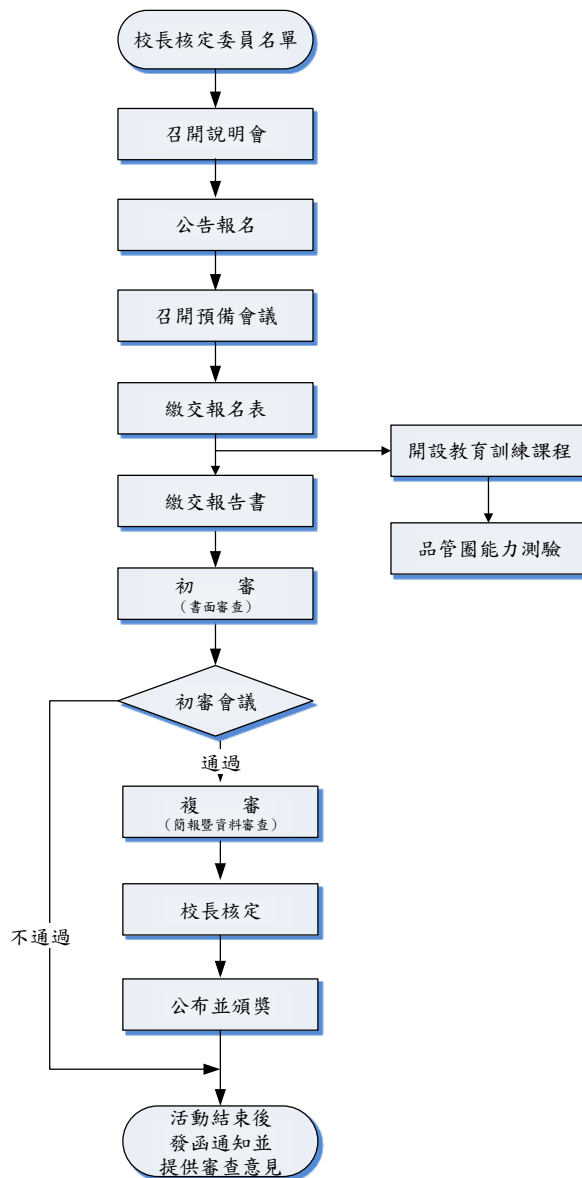 校長核定委員名單
召開說明會
公告報名
召開預備會議
繳交報名表
開設教育訓練課程
繳交報告書
品管圈能力測驗
初　　審
（書面審查）
初審會議
通過
複　　審
（簡報暨資料審查）
校長核定
不通過
公布並頒獎
活動結束後
發函通知並
提供審查意見